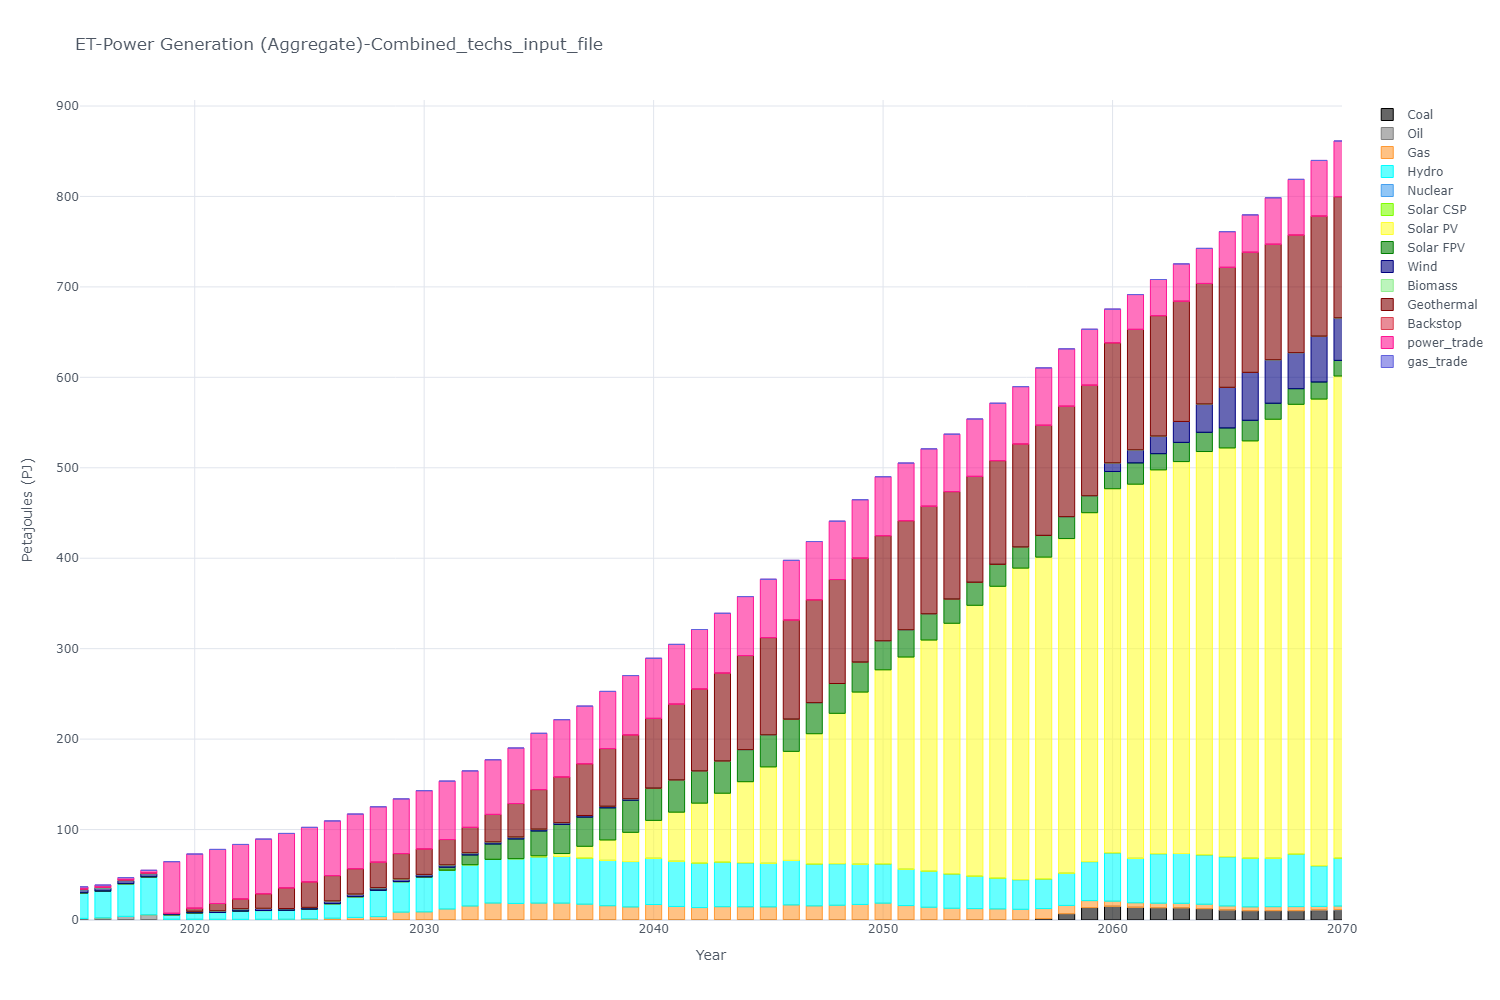 ET-Power Generation (Aggregate)-Combined_techs_input_file
900
800
700
600
500
400
300
200
100
0
Petajoules (PJ)
2020
2030
2040
2050
2060
2070
Year
Coal
Oil
Gas
Hydro
Nuclear
Solar CSP
Solar PV
Solar FPV
Wind
Biomass
Geothermal
Backstop
power_trade
gas_trade